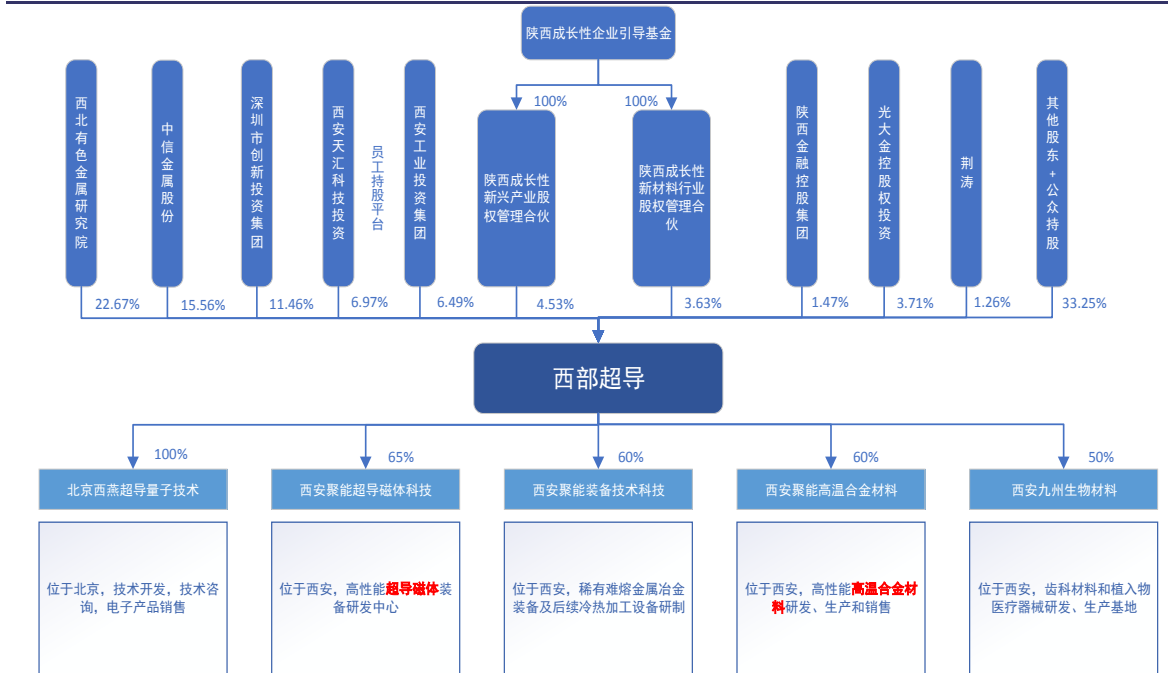 陕西成长性企业引导基金
100%
100%
西北有色金属研究院
中信金属股份
深圳市创新投资集团
西安天汇科技投资
员工持股平台
西安工业投资集团
陕西成长性
新兴产业股
权管理合伙
陕西成长性
新材料行业
股权管理合
伙
陕西金融控股集团
光大金控股权投资
荆涛
其他股东+公众持股
22.67%
15.56%
11.46%
6.97%
6.49%
4.53%
3.63%
1.47%
3.71%
1.26%
33.25%
西部超导
100%
65%
60%
60%
50%
北京西燕超导量子技术
西安聚能超导磁体科技
西安聚能装备技术科技
西安聚能高温合金材料
西安九州生物材料
位于北京，技术开发，技术咨
询，电子产品销售
位于西安，高性能超导磁体装
备研发中心
位于西安，稀有难熔金属冶金
装备及后续冷热加工设备研制
位于西安，高性能高温合金材
料研发、生产和销售
位于西安，齿科材料和植入物
医疗器械研发、生产基地